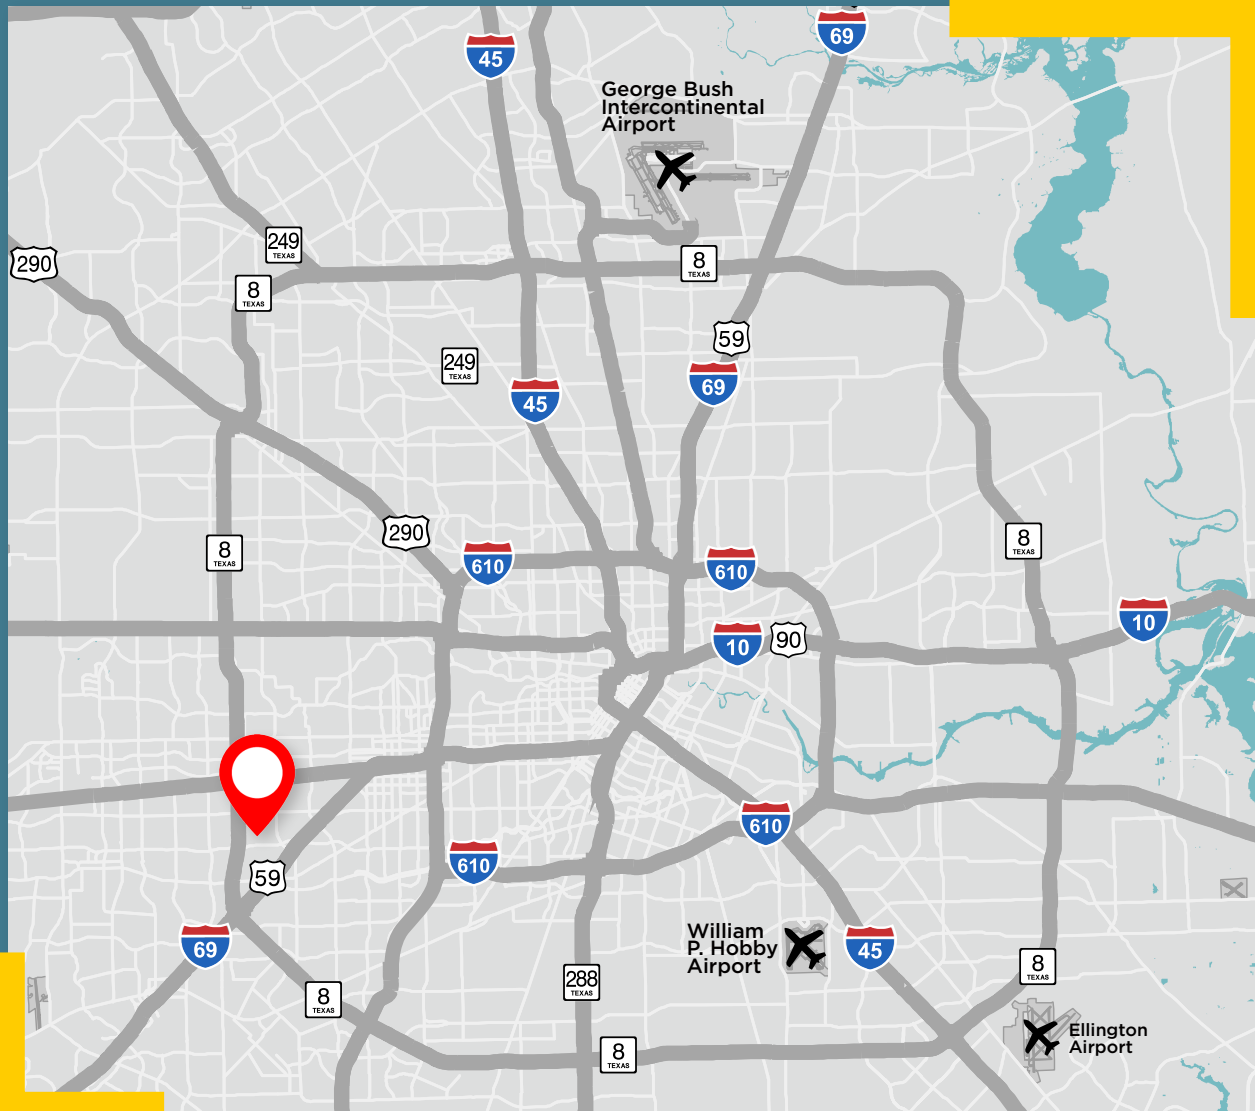 69
45
George Bush
Intercontinental
Airport
249
TEXAS
290
8
TEXAS
8
TEXAS
59
249
TEXAS
69
45
290
8
TEXAS
8
TEXAS
610
610
10
10
90
610
610
59
William
P. Hobby
Airport
69
45
8
TEXAS
288
TEXAS
8
TEXAS
Ellington
Airport
8
TEXAS